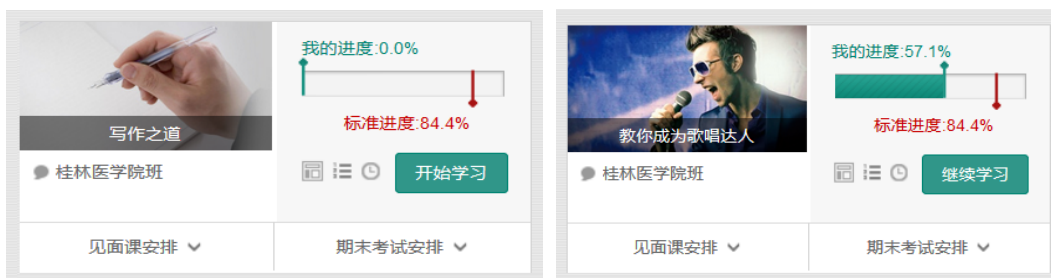 我的进度:0.0%
标准进度:84.4%
写作之道
桂林医学院班
开始学习
见面课安排
期末考试安排
我的进度:57.1%
标准进度:84.4%
教你成为歌唱达人
桂林医学院班
继续学习
见面课安排
期末考试安排